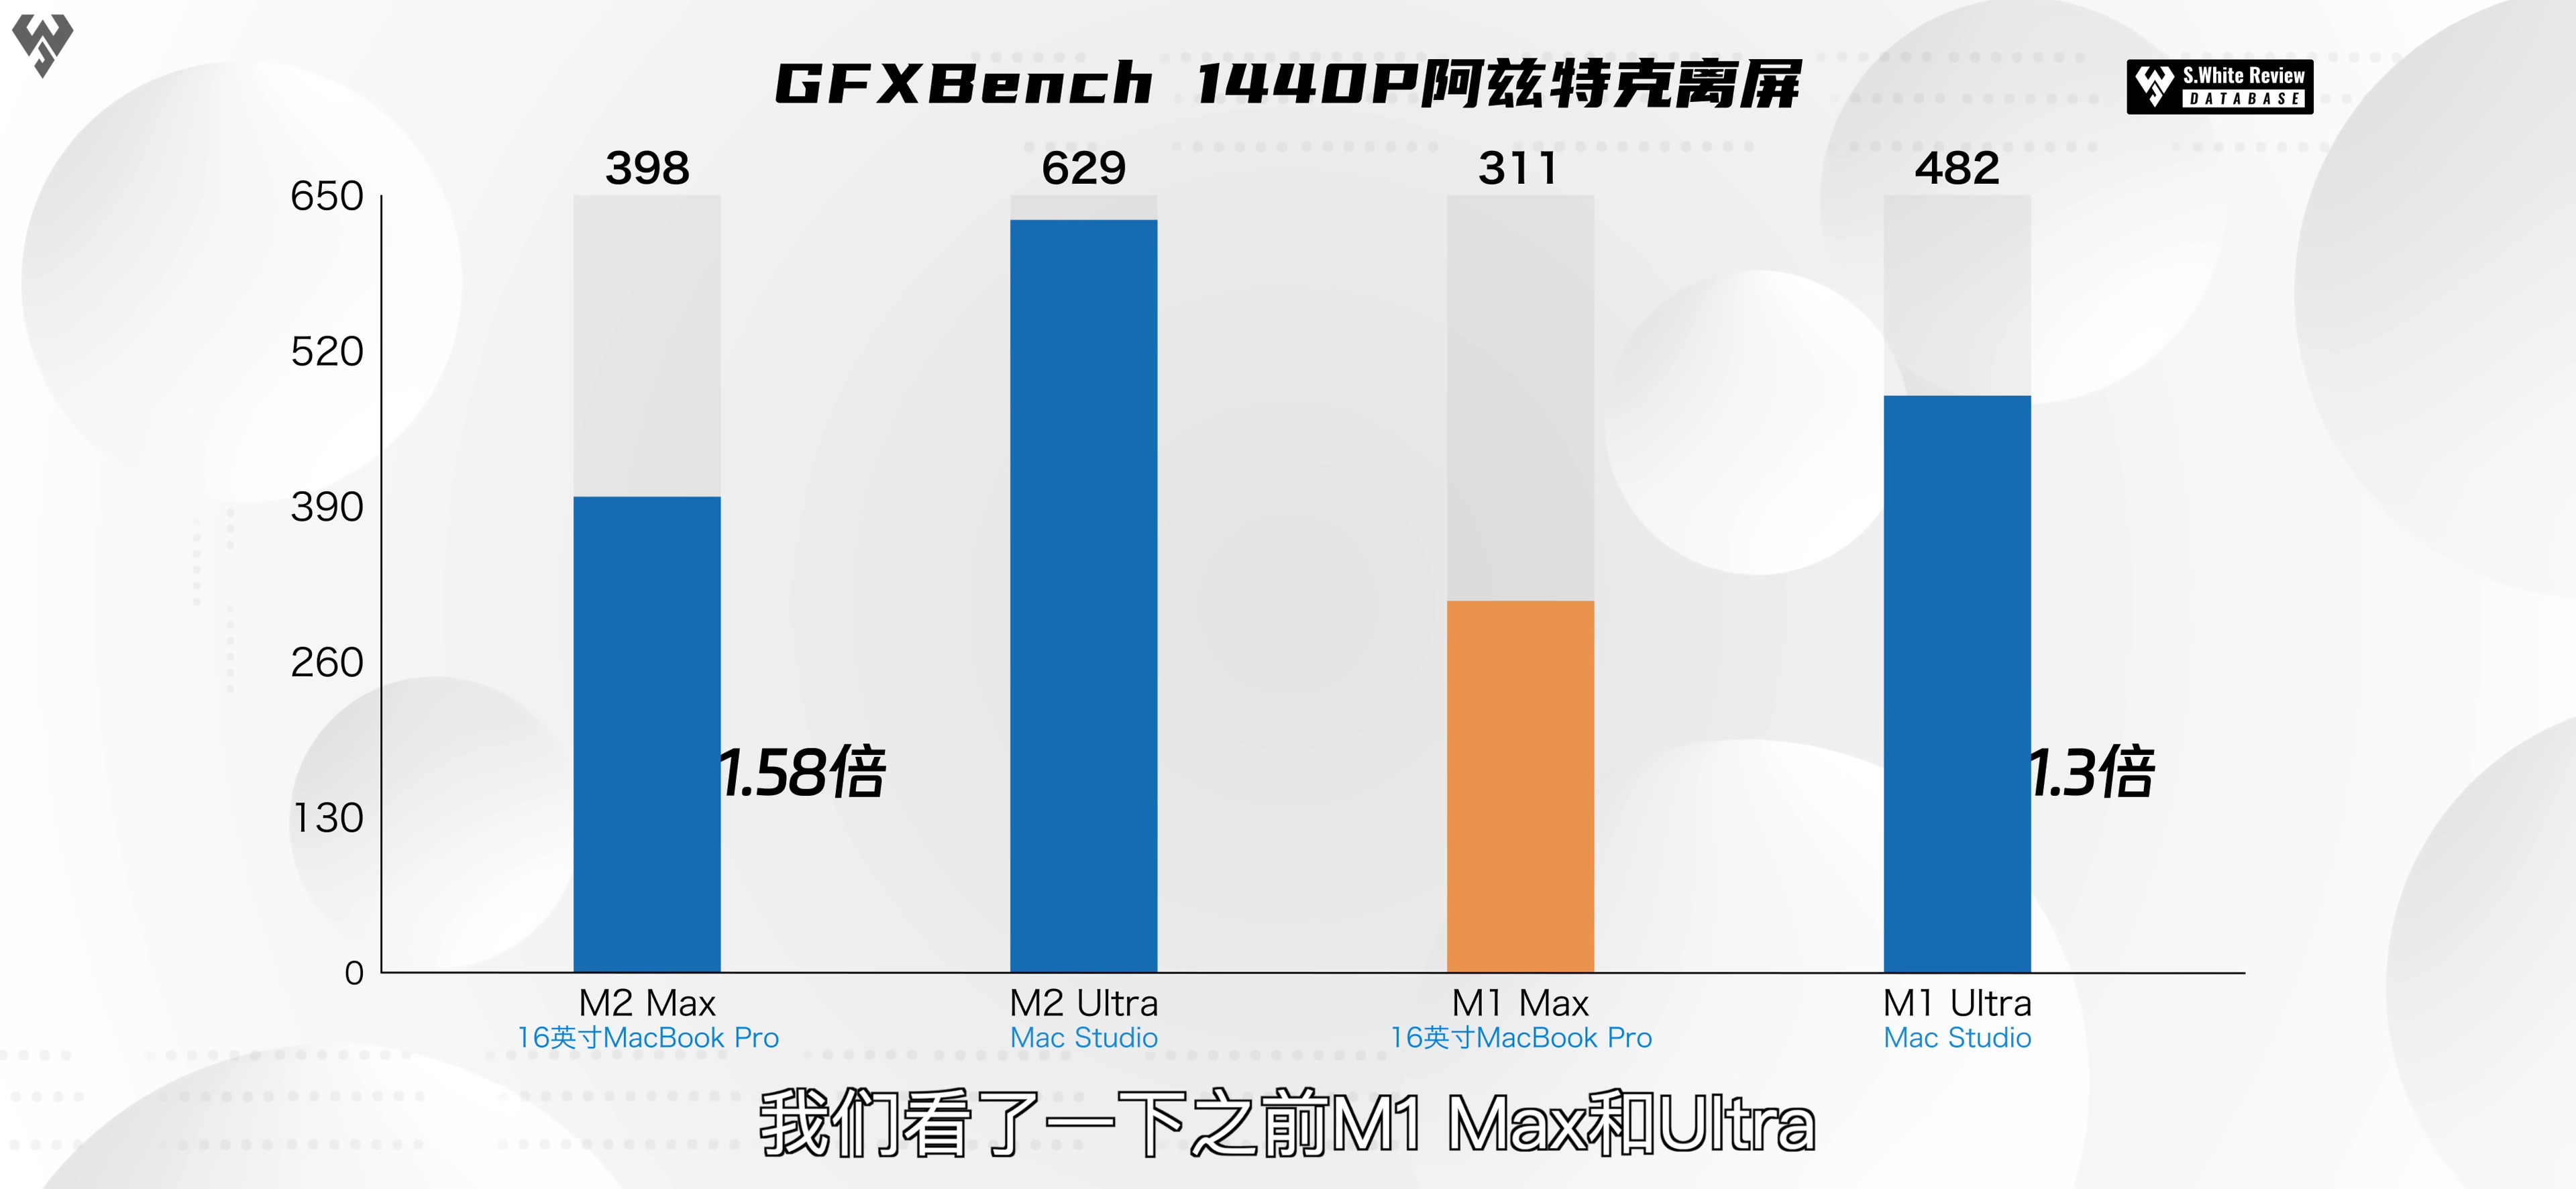 GFXBench 1440P阿兹特克离屏
S.White Review
DATABASE
398
629
311
482
650
520
390
260
130
0
1.58倍
1.3倍
M2 Max
16英寸MacBook Pro
M2 Ultra
Mac Studio
M1 Max
16英寸MacBook Pro
M1 Ultra
Mac Studio
我们看了一下之前M1 Max和Ultra